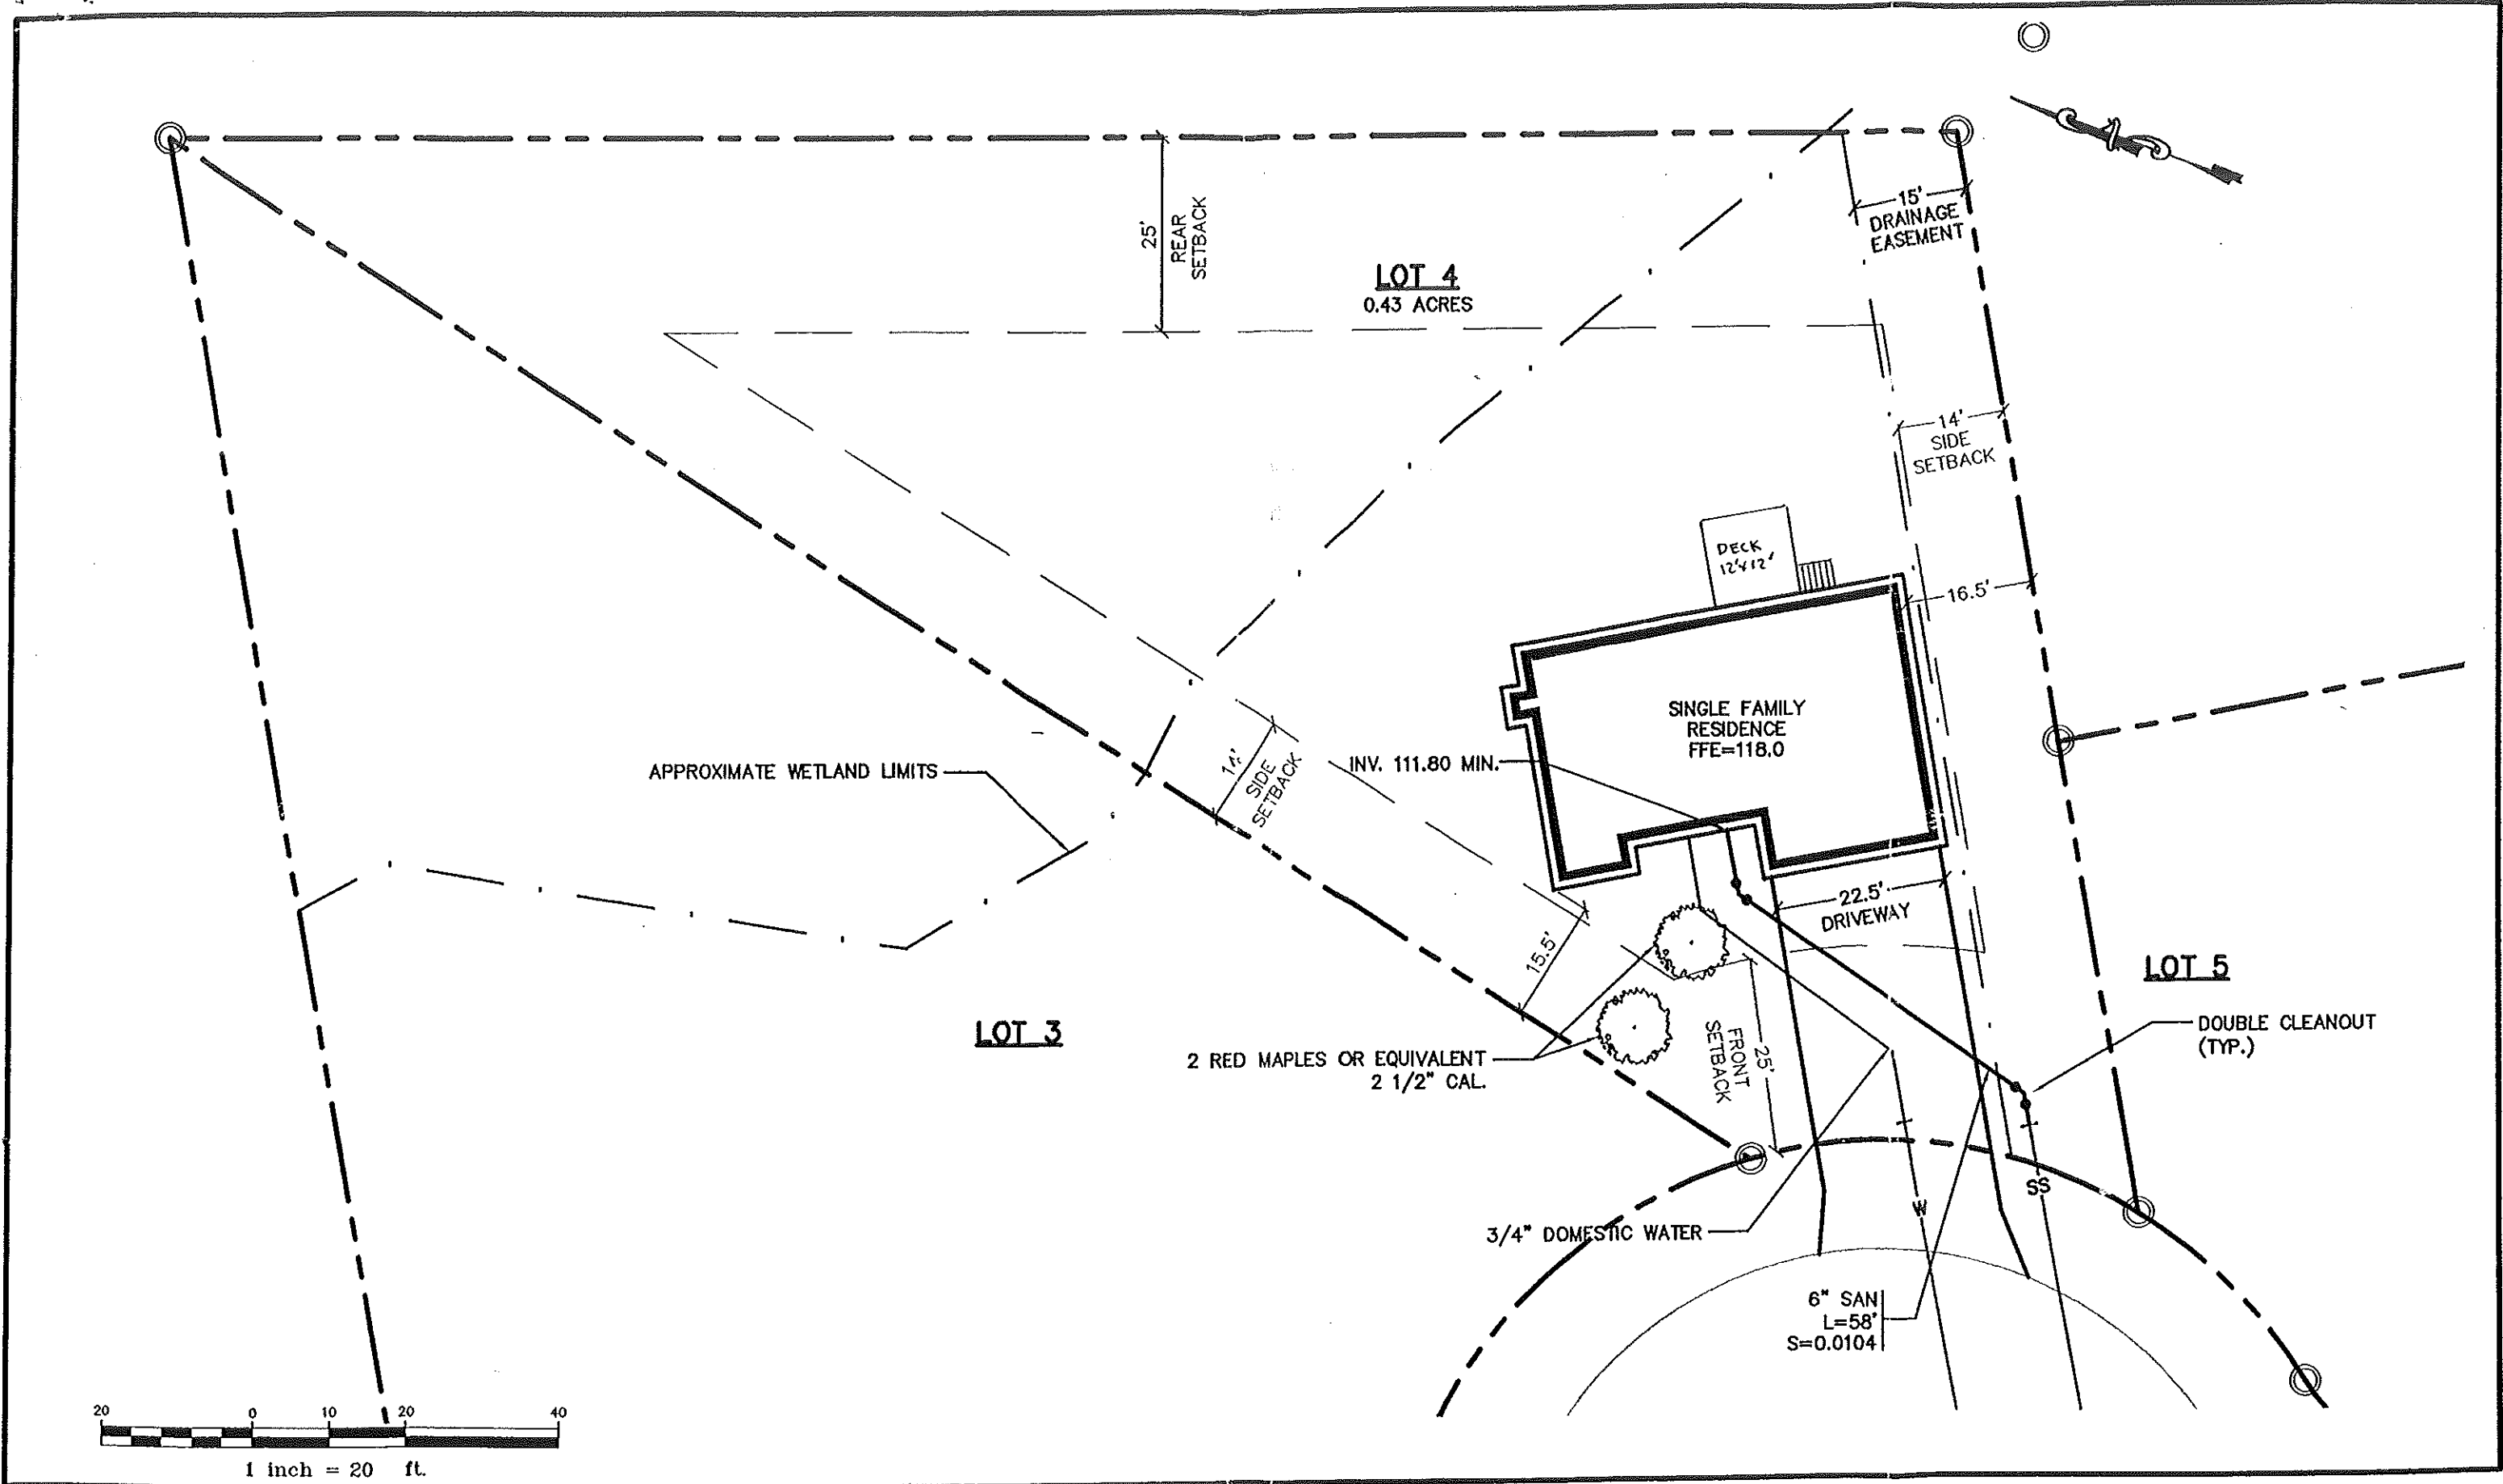 15'
DRAINAGE
EASEMENT
25'
REAR
SETBACK
LOT 4
0.43 ACRES
14'
SIDE
SETBACK
DECK
12'x12'
16.5'
SINGLE FAMILY
RESIDENCE
FFE=118.0
INV. 111.80 MIN.
APPROXIMATE WETLAND LIMITS
14'
SIDE
SETBACK
22.5'
DRIVEWAY
15.5'
LOT 5
LOT 3
DOUBLE CLEANOUT
(TYP.)
2 RED MAPLES OR EQUIVALENT
2 1/2" CAL.
25'
FRONT
SETBACK
SS
W
3/4" DOMESTIC WATER
6" SAN
L=58'
S=0.0104
20 0 10 20 40
1 inch = 20 ft.